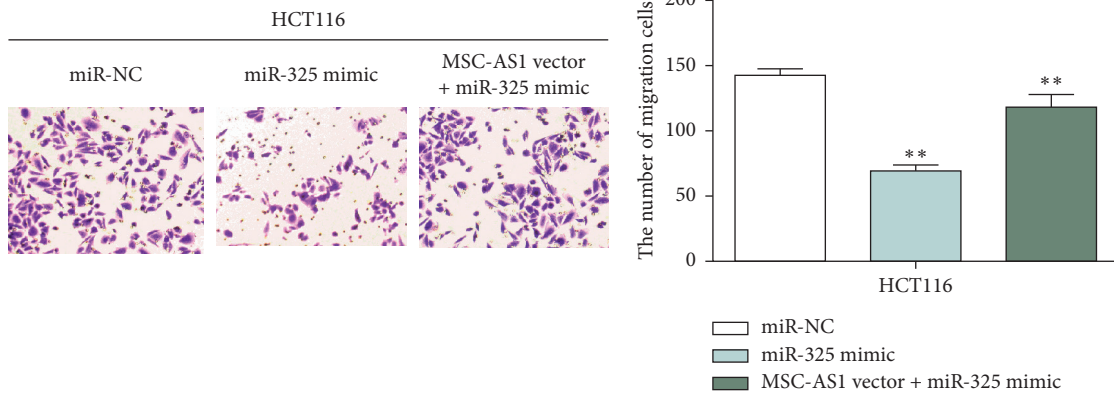 HCT116
miR-NC
miR-325 mimic
MSC-AS1 vector
+ miR-325 mimic
The number of migration cells
200
150
100
50
0
**
**
HCT116
miR-NC
miR-325 mimic
MSC-AS1 vector + miR-325 mimic